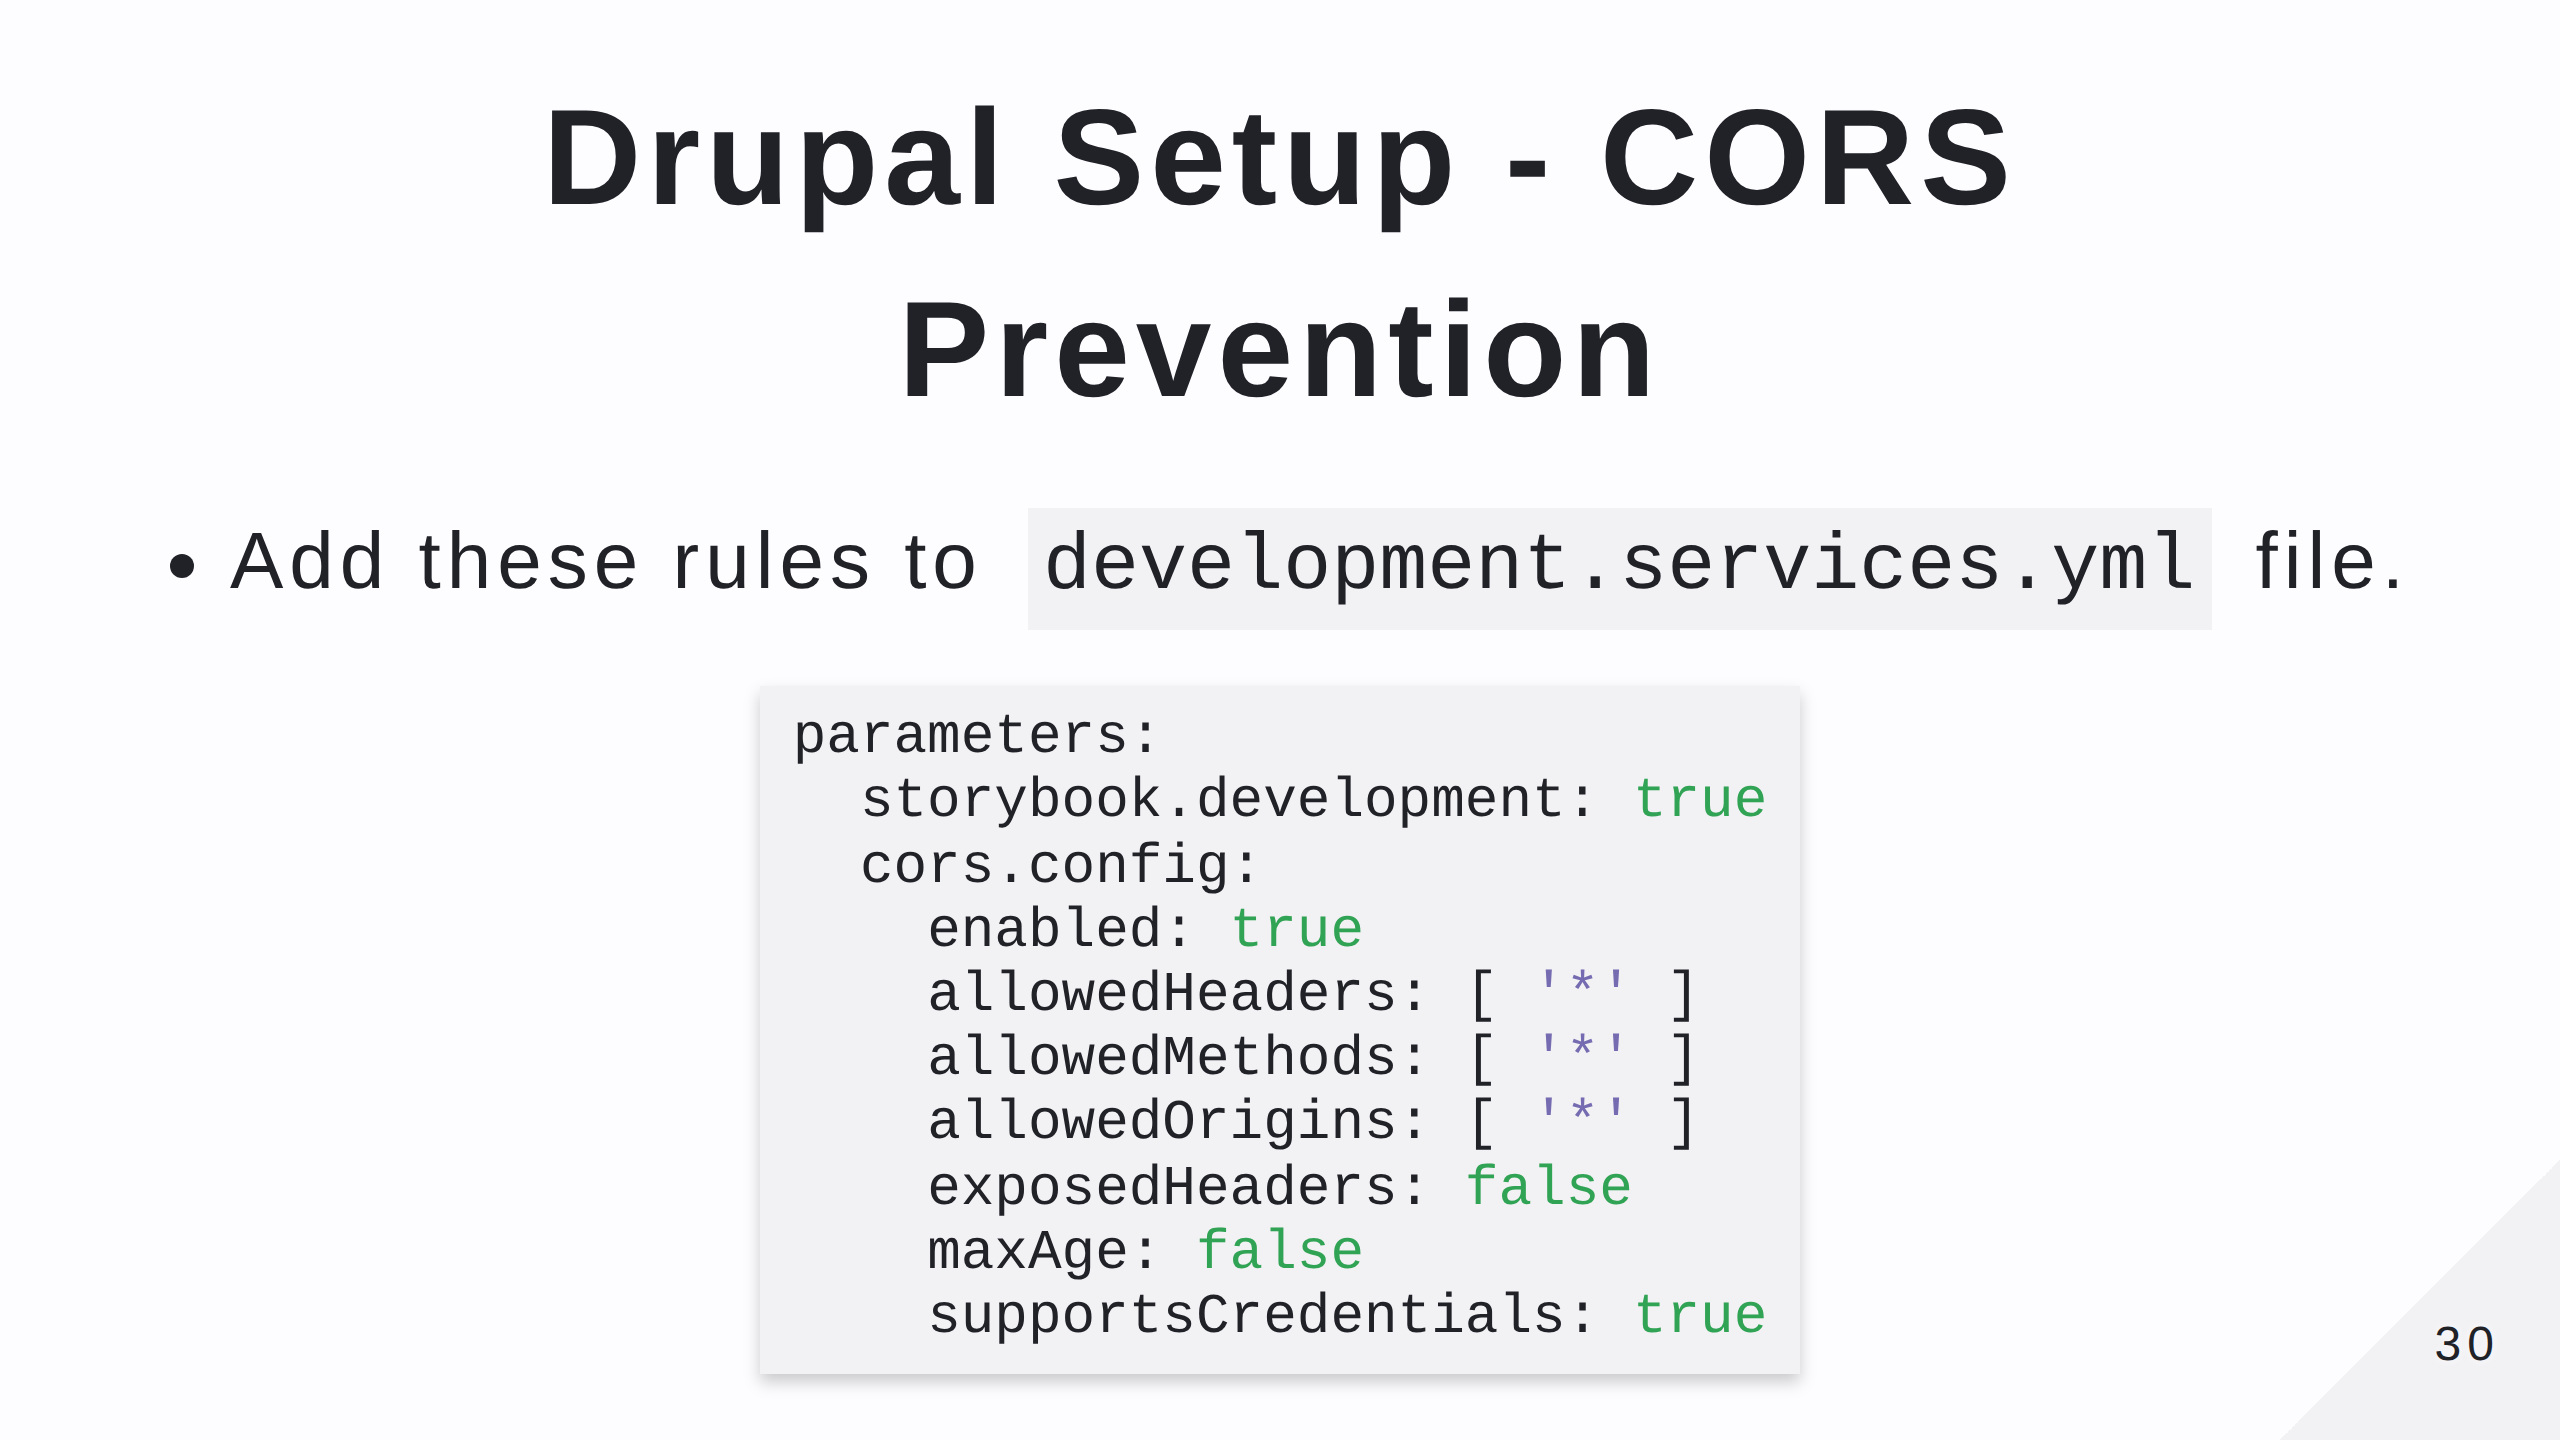 Drupal Setup - CORS
Prevention
• Add these rules to development.services.yml file.
parameters:
  storybook.development: true
  cors.config:
    enabled: true
    allowedHeaders: [ '*' ]
    allowedMethods: [ '*' ]
    allowedOrigins: [ '*' ]
    exposedHeaders: false
    maxAge: false
    supportsCredentials: true
30